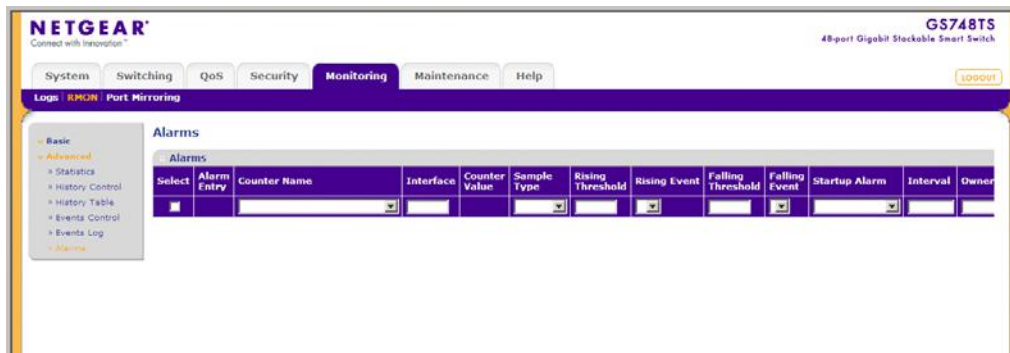 NETGEAR
Connect with Innovation™
GS748TS
48-port Gigabit Stackable Smart Switch
System Switching QoS Security Monitoring Maintenance Help LOGOUT
Logs RMON Port Mirroring
Basic
Advanced
Statistics
History Control
History Table
Events Control
Events Log
Alarms
Alarms
Alarms
Select Alarm Entry Counter Name Interface Counter Value Sample Type Rising Threshold Rising Event Falling Threshold Falling Event Startup Alarm Interval Owner